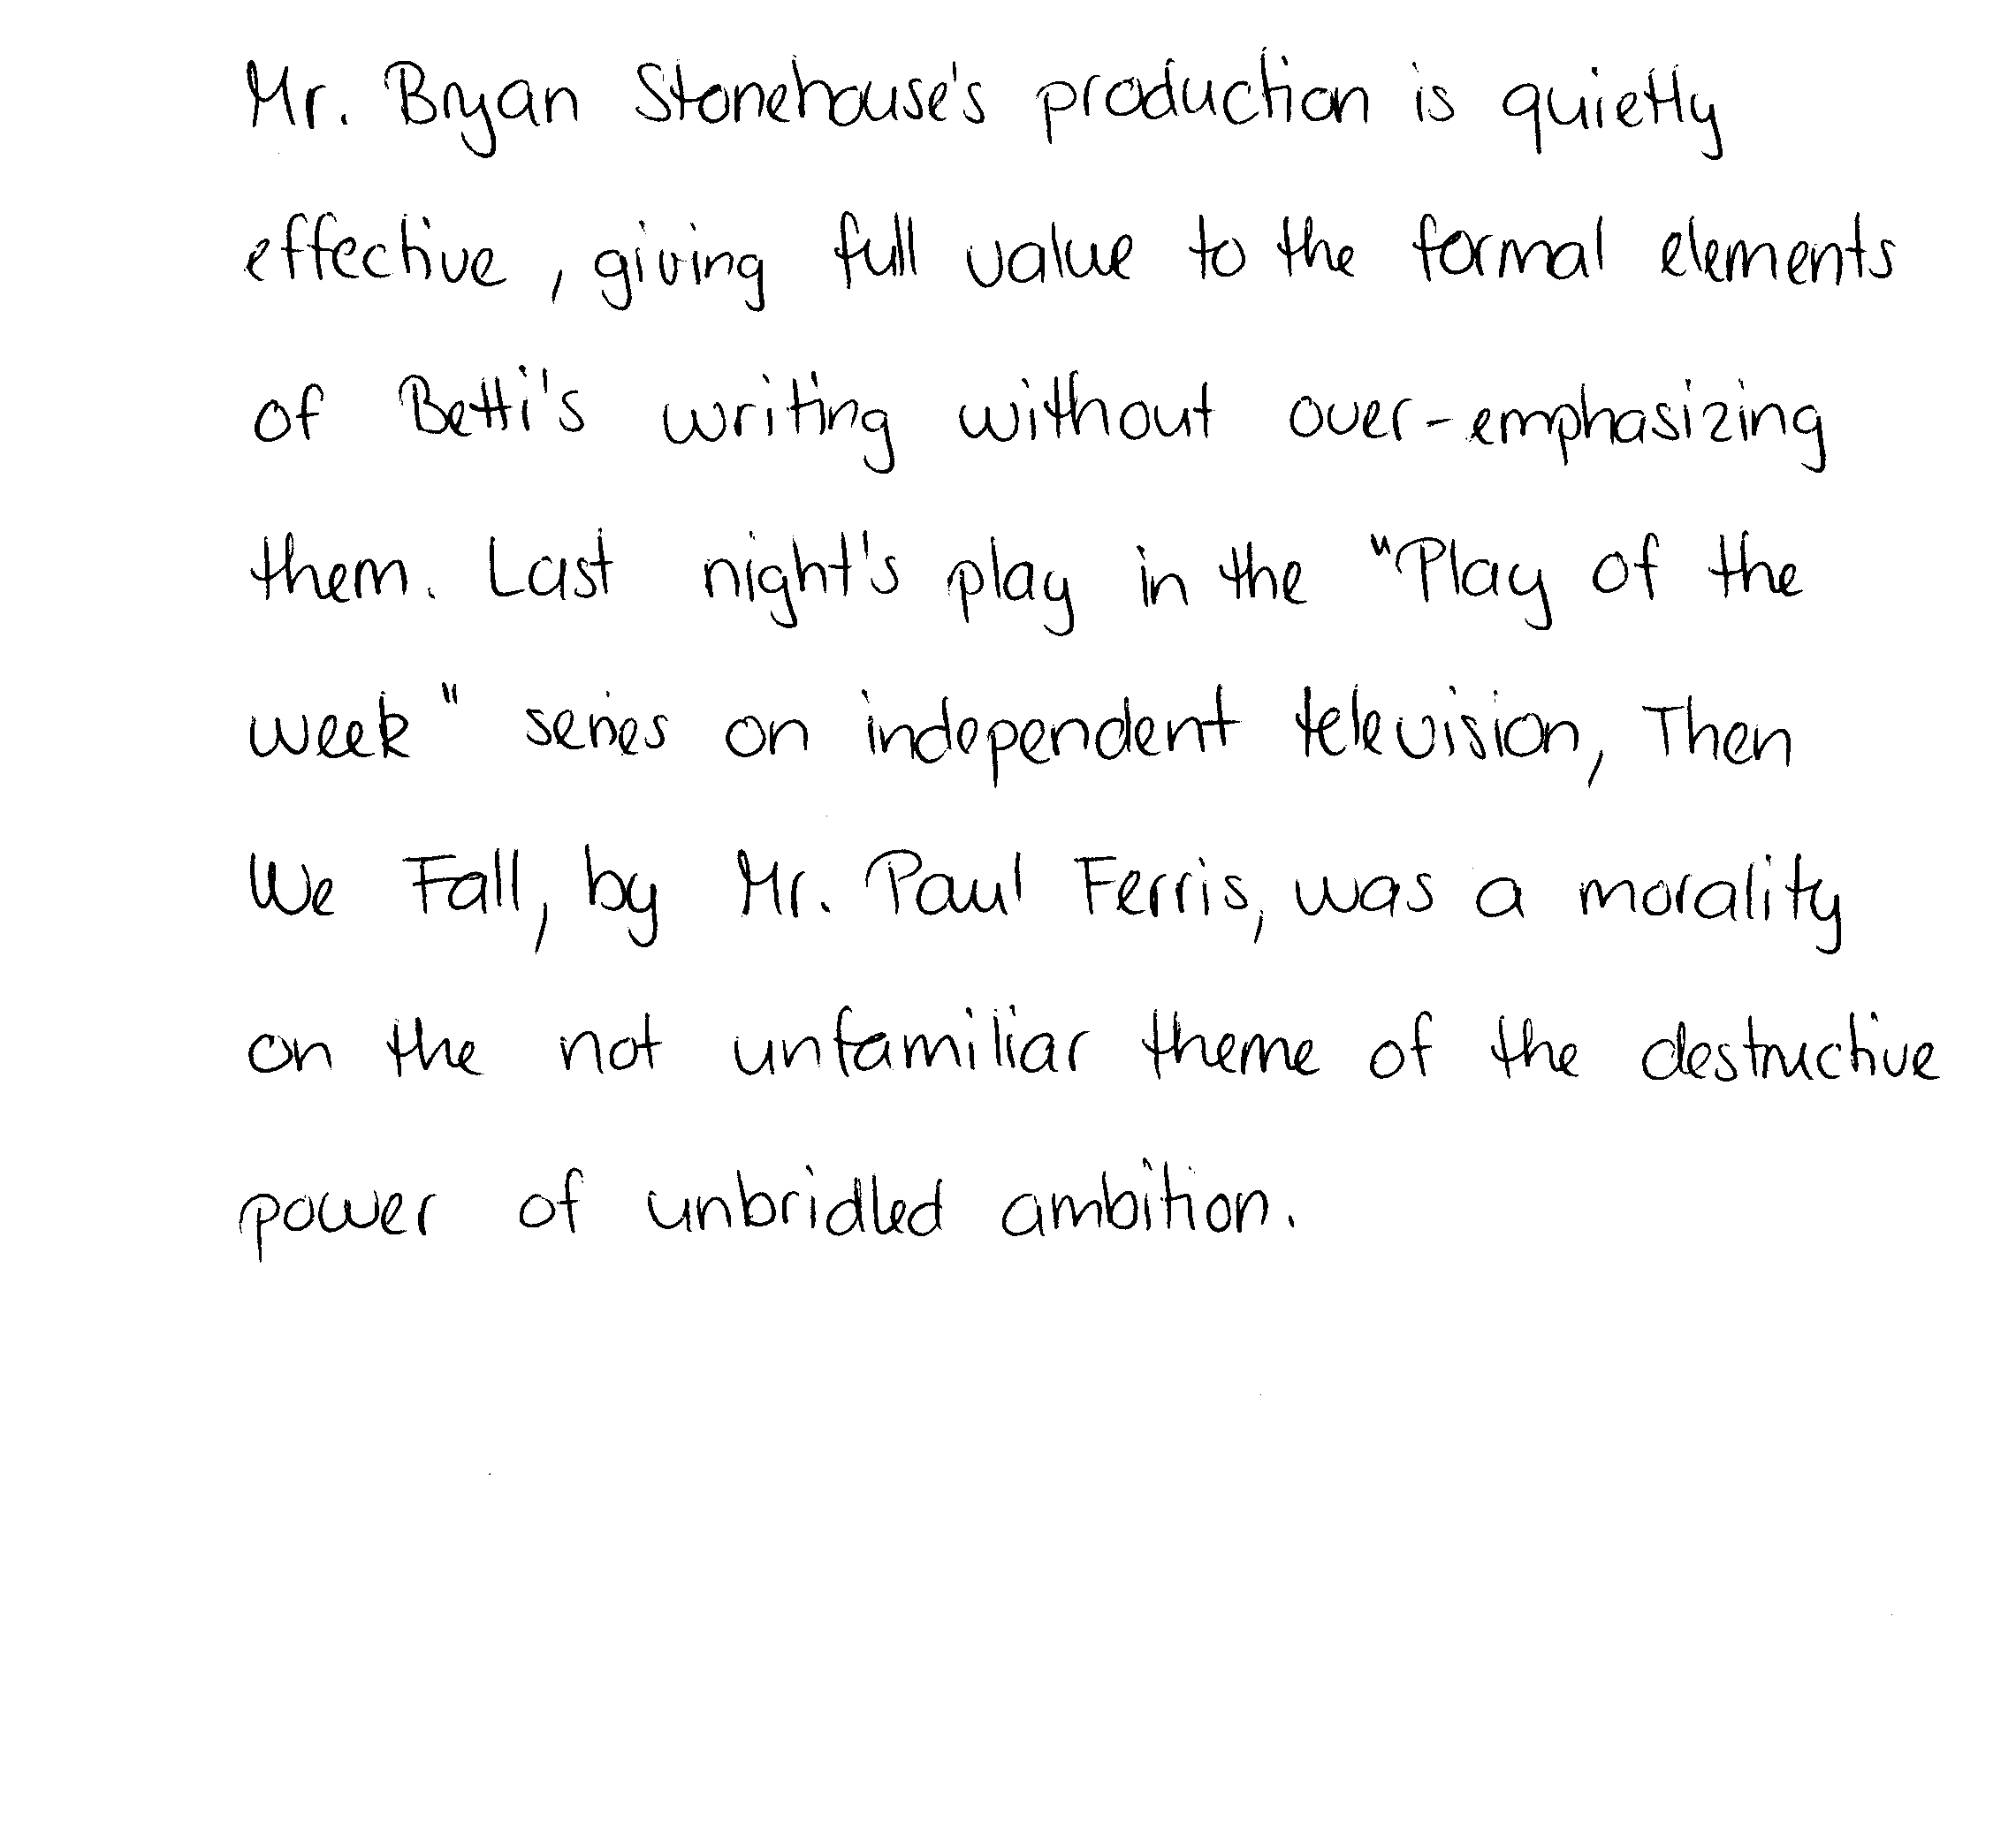 Mr. Bryan Stonehouse's production is quietly
effective, giving full value to the formal elements
of Betti's writing without over-emphasizing
them. Last night's play in the "Play of the
week" series on independent television, Then
We Fall, by Mr. Paul Ferris, was a morality
on the not unfamiliar theme of the destructive
power of unbridled ambition.